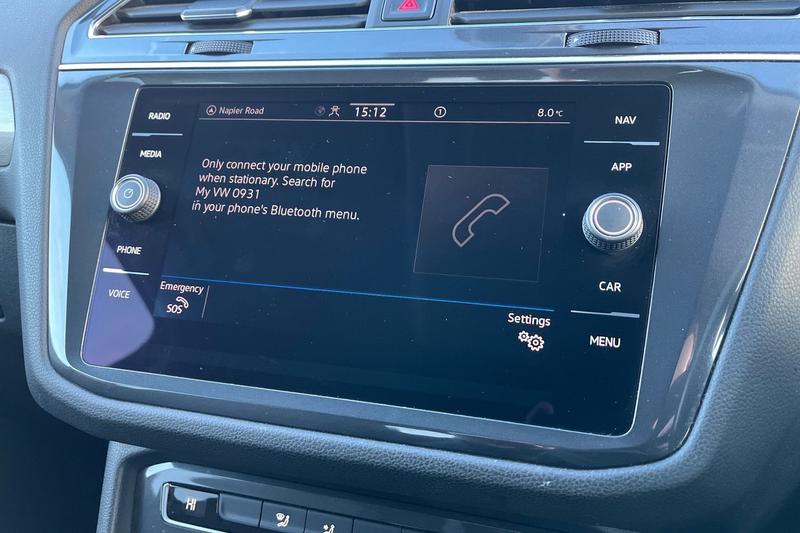 RADIO
MEDIA
PHONE
VOICE
Napier Road
15:12
1
8.0°C
Only connect your mobile phone
when stationary. Search for
My VW 0931
in your phone's Bluetooth menu.
Emergency
SOS
Settings
NAV
APP
CAR
MENU
HI